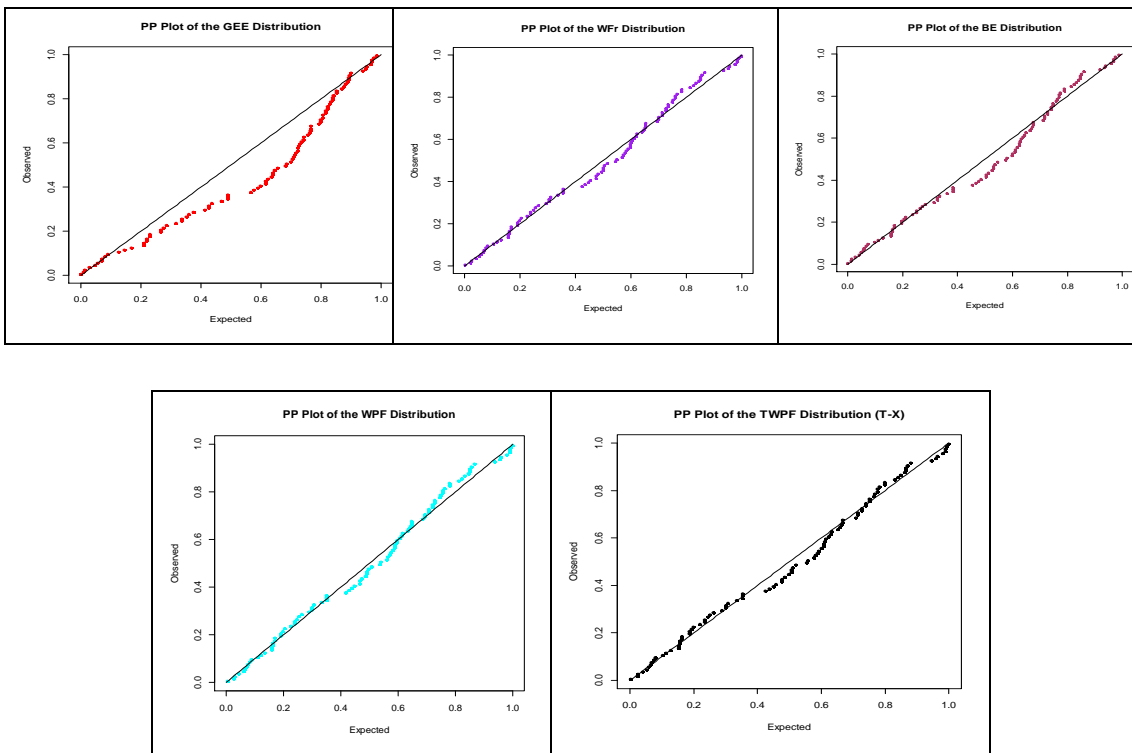 PP Plot of the GEE Distribution
Observed
0.0 0.2 0.4 0.6 0.8 1.0
0.0 0.2 0.4 0.6 0.8 1.0
Expected
PP Plot of the WFr Distribution
Observed
0.0 0.2 0.4 0.6 0.8 1.0
0.0 0.2 0.4 0.6 0.8 1.0
Expected
PP Plot of the BE Distribution
Observed
0.0 0.2 0.4 0.6 0.8 1.0
0.0 0.2 0.4 0.6 0.8 1.0
Expected
PP Plot of the WPF Distribution
Observed
0.0 0.2 0.4 0.6 0.8 1.0
0.0 0.2 0.4 0.6 0.8 1.0
Expected
PP Plot of the TWPF Distribution (T-X)
Observed
0.0 0.2 0.4 0.6 0.8 1.0
0.0 0.2 0.4 0.6 0.8 1.0
Expected